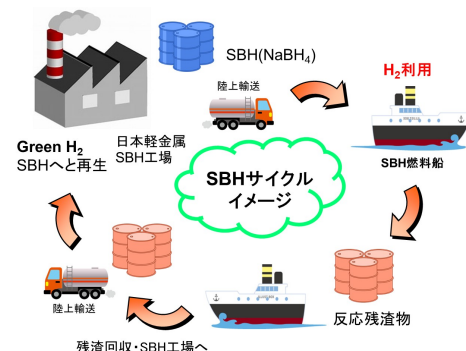 SBH(NaBH₄)
陸上輸送
H₂利用
SBH燃料船
Green H₂
SBHへと再生
日本軽金属
SBH工場
SBHサイクル
イメージ
反応残渣物
陸上輸送
残渣回収・SBH工場へ